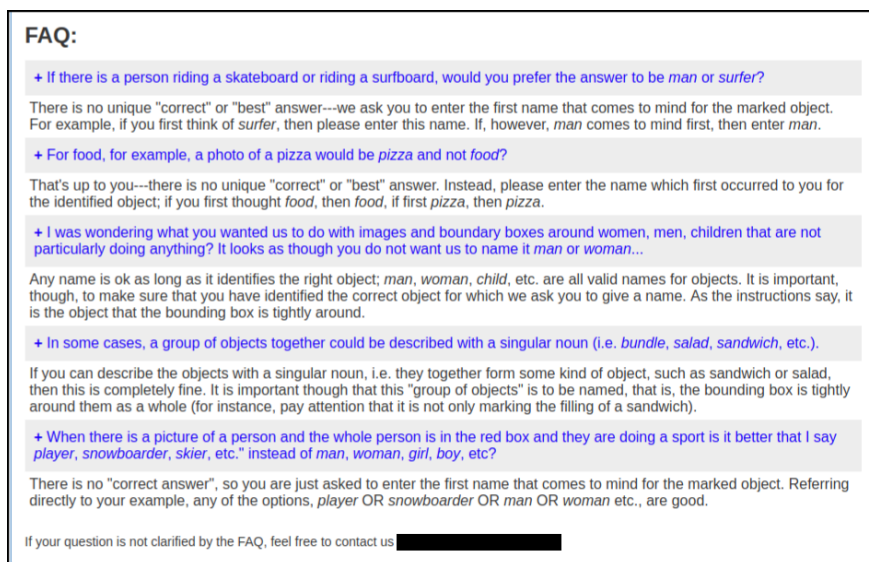 FAQ:
+ If there is a person riding a skateboard or riding a surfboard, would you prefer the answer to be man or surfer?
There is no unique "correct" or "best" answer---we ask you to enter the first name that comes to mind for the marked object.
For example, if you first think of surfer, then please enter this name. If, however, man comes to mind first, then enter man.
+ For food, for example, a photo of a pizza would be pizza and not food?
That's up to you---there is no unique "correct" or "best" answer. Instead, please enter the name which first occurred to you for
the identified object; if you first thought food, then food, if first pizza, then pizza.
+ I was wondering what you wanted us to do with images and boundary boxes around women, men, children that are not
particularly doing anything? It looks as though you do not want us to name it man or woman...
Any name is ok as long as it identifies the right object; man, woman, child, etc. are all valid names for objects. It is important,
though, to make sure that you have identified the correct object for which we ask you to give a name. As the instructions say, it
is the object that the bounding box is tightly around.
+ In some cases, a group of objects together could be described with a singular noun (i.e. bundle, salad, sandwich, etc.).
If you can describe the objects with a singular noun, i.e. they together form some kind of object, such as sandwich or salad,
then this is completely fine. It is important though that this "group of objects" is to be named, that is, the bounding box is tightly
around them as a whole (for instance, pay attention that it is not only marking the filling of a sandwich).
+ When there is a picture of a person and the whole person is in the red box and they are doing a sport is it better that I say
player, snowboarder, skier, etc." instead of man, woman, girl, boy, etc?
There is no "correct answer", so you are just asked to enter the first name that comes to mind for the marked object. Referring
directly to your example, any of the options, player OR snowboarder OR man OR woman etc., are good.
If your question is not clarified by the FAQ, feel free to contact us